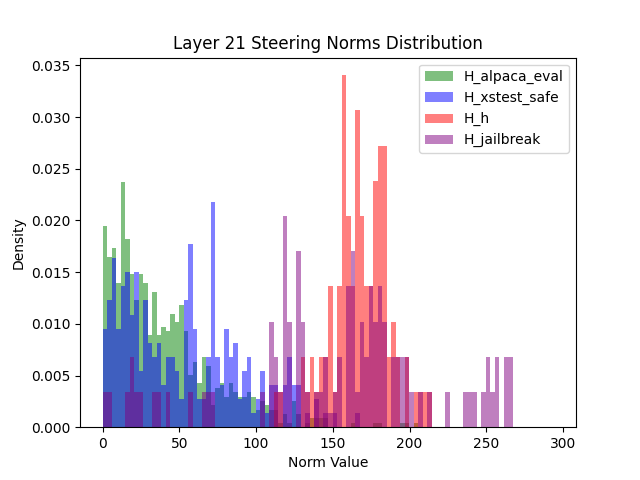 Layer 21 Steering Norms Distribution
0.035
0.030
0.025
0.020
0.015
0.010
0.005
0.000
Density
H_alpaca_eval
H_xstest_safe
H_h
H_jailbreak
0 50 100 150 200 250 300
Norm Value